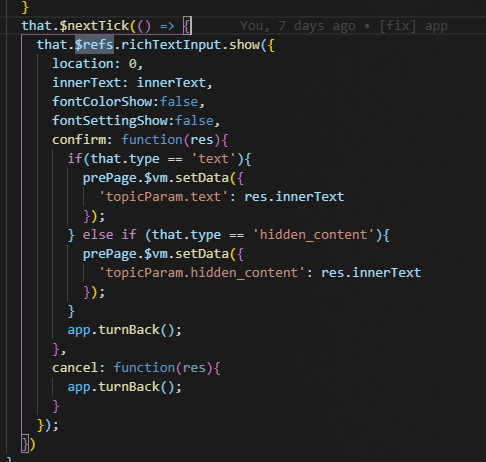 }
that.$nextTick(() => {     You, 7 days ago • [fix] app
  that.$refs.richTextInput.show({
    location: 0,
    innerText: innerText,
    fontColorShow:false,
    fontSettingShow:false,
    confirm: function(res){
      if(that.type == 'text'){
        prePage.$vm.setData({
          'topicParam.text': res.innerText
        });
      } else if (that.type == 'hidden_content'){
        prePage.$vm.setData({
          'topicParam.hidden_content': res.innerText
        });
      }
      app.turnBack();
    },
    cancel: function(res){
      app.turnBack();
    }
  });
})